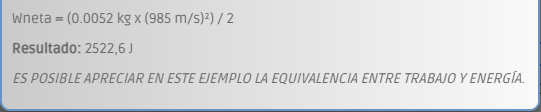 Wneta = (0.0052 kg x (985 m/s)²) / 2
Resultado: 2522,6 J
ES POSIBLE APRECIAR EN ESTE EJEMPLO LA EQUIVALENCIA ENTRE TRABAJO Y ENERGÍA.